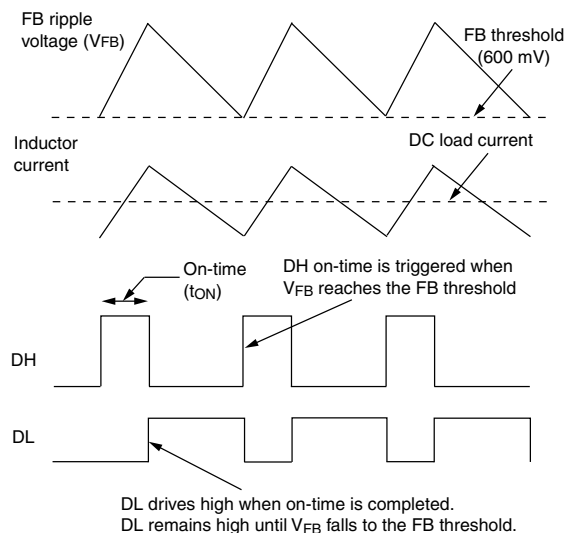 FB ripple
voltage (VFB)
FB threshold
(600 mV)
Inductor
current
DC load current
On-time
(tON)
DH on-time is triggered when
VFB reaches the FB threshold
DH
DL
DL drives high when on-time is completed.
DL remains high until VFB falls to the FB threshold.